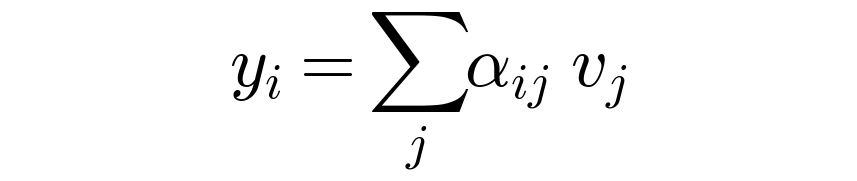 y_i = \sum_j \alpha_{ij} v_j